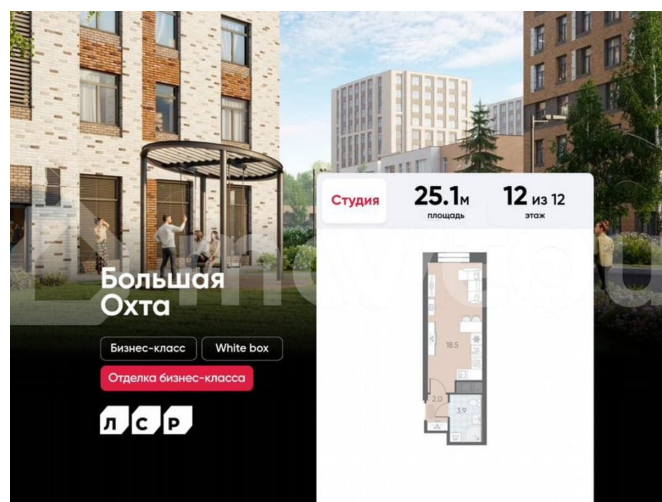 Студия
25.1м
площадь
12 из 12
этаж
Большая
Охта
Бизнес-класс
White box
Отделка бизнес-класса
ЛСР
18.5
2.0
3.9